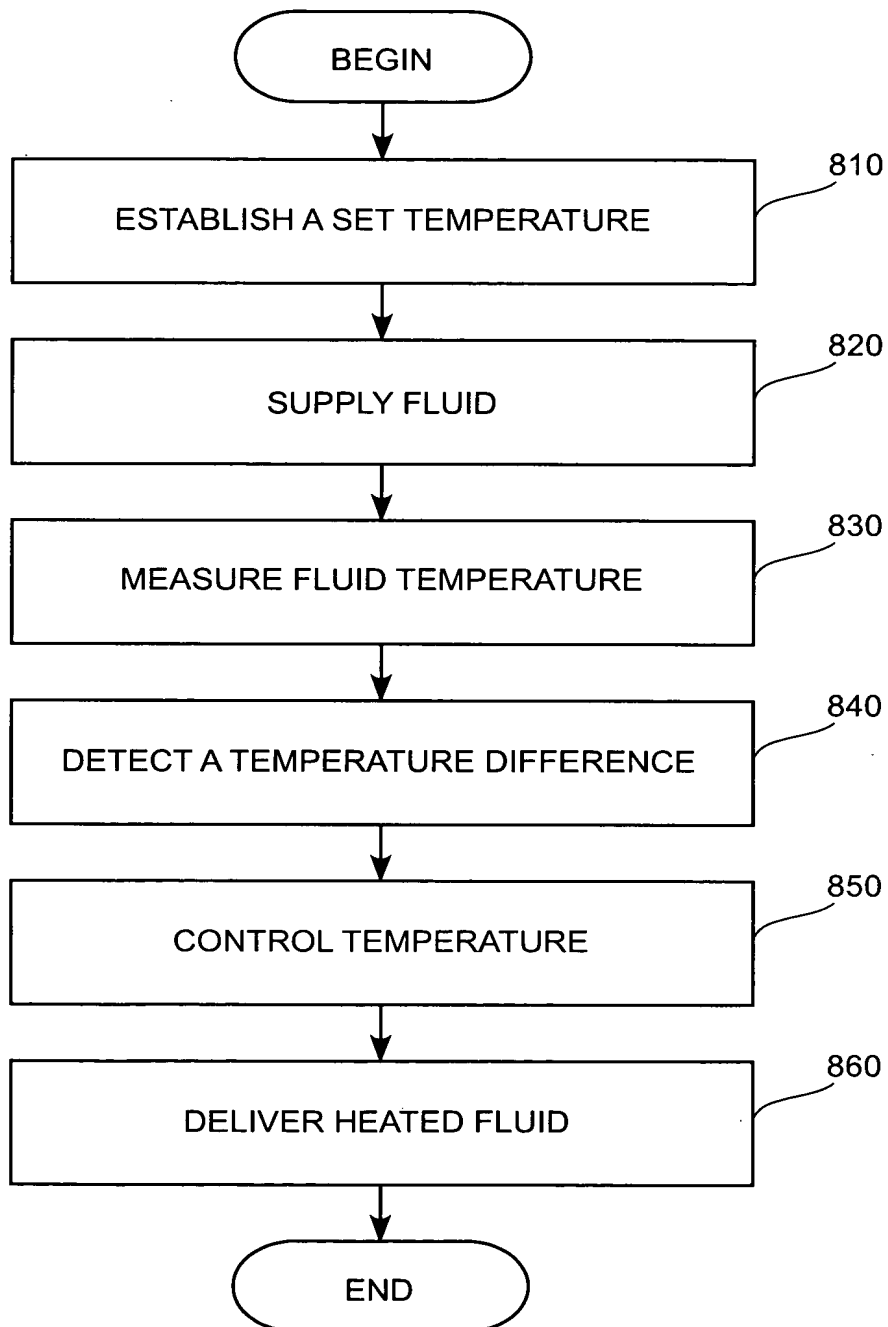 BEGIN
810
ESTABLISH A SET TEMPERATURE
820
SUPPLY FLUID
830
MEASURE FLUID TEMPERATURE
840
DETECT A TEMPERATURE DIFFERENCE
850
CONTROL TEMPERATURE
860
DELIVER HEATED FLUID
END